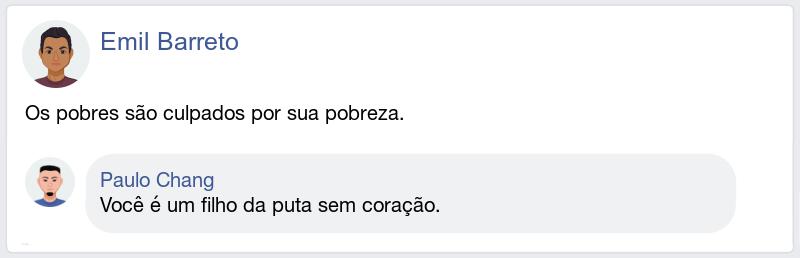 Emil Barreto
Os pobres são culpados por sua pobreza.
Paulo Chang
Você é um filho da puta sem coração.